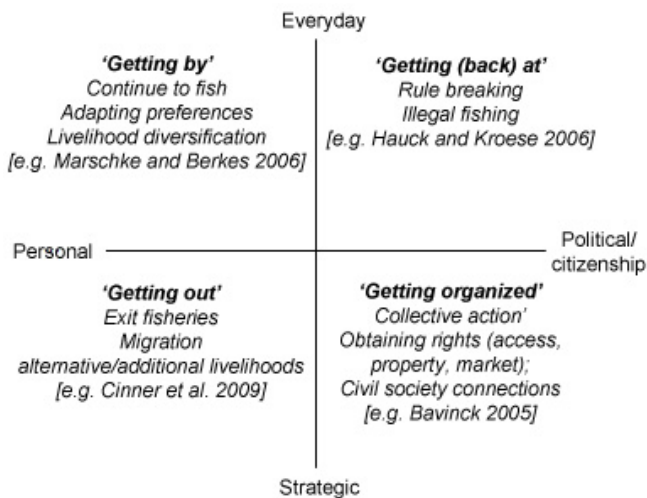 Everyday
'Getting by'
Continue to fish
Adapting preferences
Livelihood diversification
[e.g. Marschke and Berkes 2006]
'Getting (back) at'
Rule breaking
Illegal fishing
[e.g. Hauck and Kroese 2006]
Personal
Political/
citizenship
'Getting out'
Exit fisheries
Migration
alternative/additional livelihoods
[e.g. Cinner et al. 2009]
'Getting organized'
Collective action'
Obtaining rights (access,
property, market);
Civil society connections
[e.g. Bavinck 2005]
Strategic